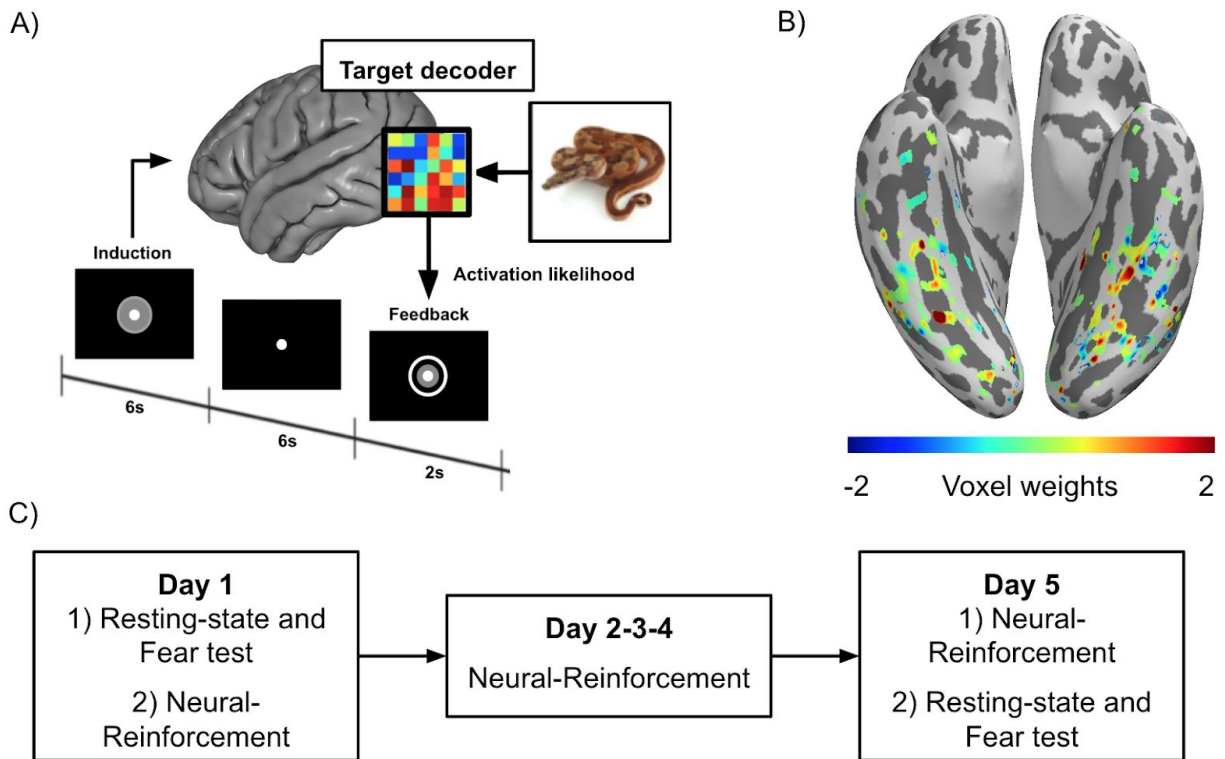 A)
Target decoder
Induction
Activation likelihood
Feedback
6s
6s
2s
B)
-2 Voxel weights 2
C)
Day 1
1) Resting-state and
Fear test
2) Neural-
Reinforcement
Day 2-3-4
Neural-Reinforcement
Day 5
1) Neural-
Reinforcement
2) Resting-state and
Fear test